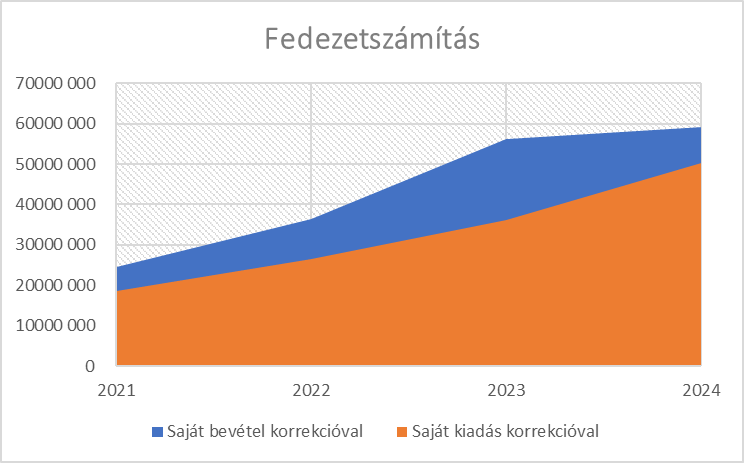 Fedezetszámítás
70000 000
60000 000
50000 000
40000 000
30000 000
20000 000
10000 000
0
2021 2022 2023 2024
Saját bevétel korrekcióval Saját kiadás korrekcióval